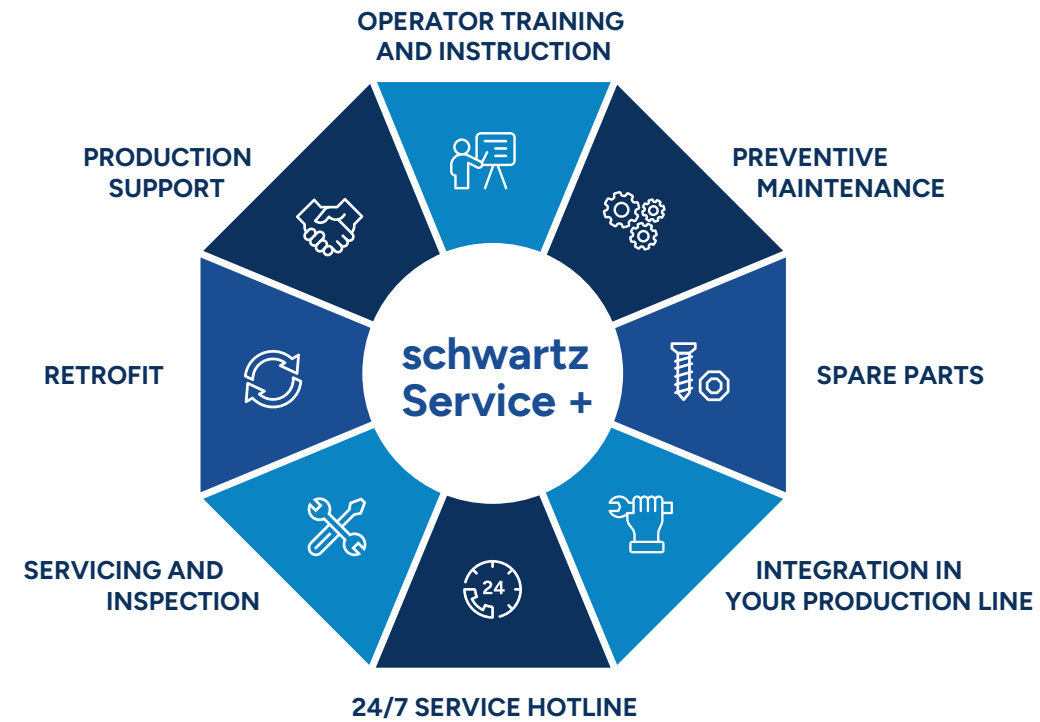 OPERATOR TRAINING
AND INSTRUCTION
PRODUCTION
SUPPORT
PREVENTIVE
MAINTENANCE
schwartz
Service +
RETROFIT
SPARE PARTS
SERVICING AND
INSPECTION
24
INTEGRATION IN
YOUR PRODUCTION LINE
24/7 SERVICE HOTLINE